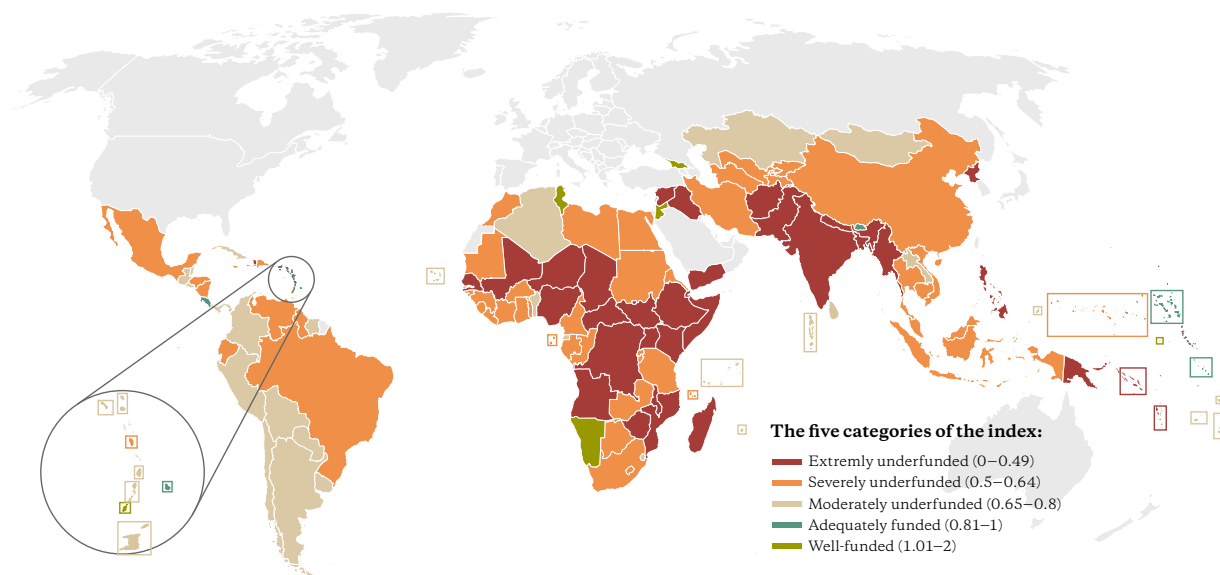 The five categories of the index:
Extremly underfunded (0–0.49)
Severely underfunded (0.5–0.64)
Moderately underfunded (0.65–0.8)
Adequately funded (0.81–1)
Well-funded (1.01–2)